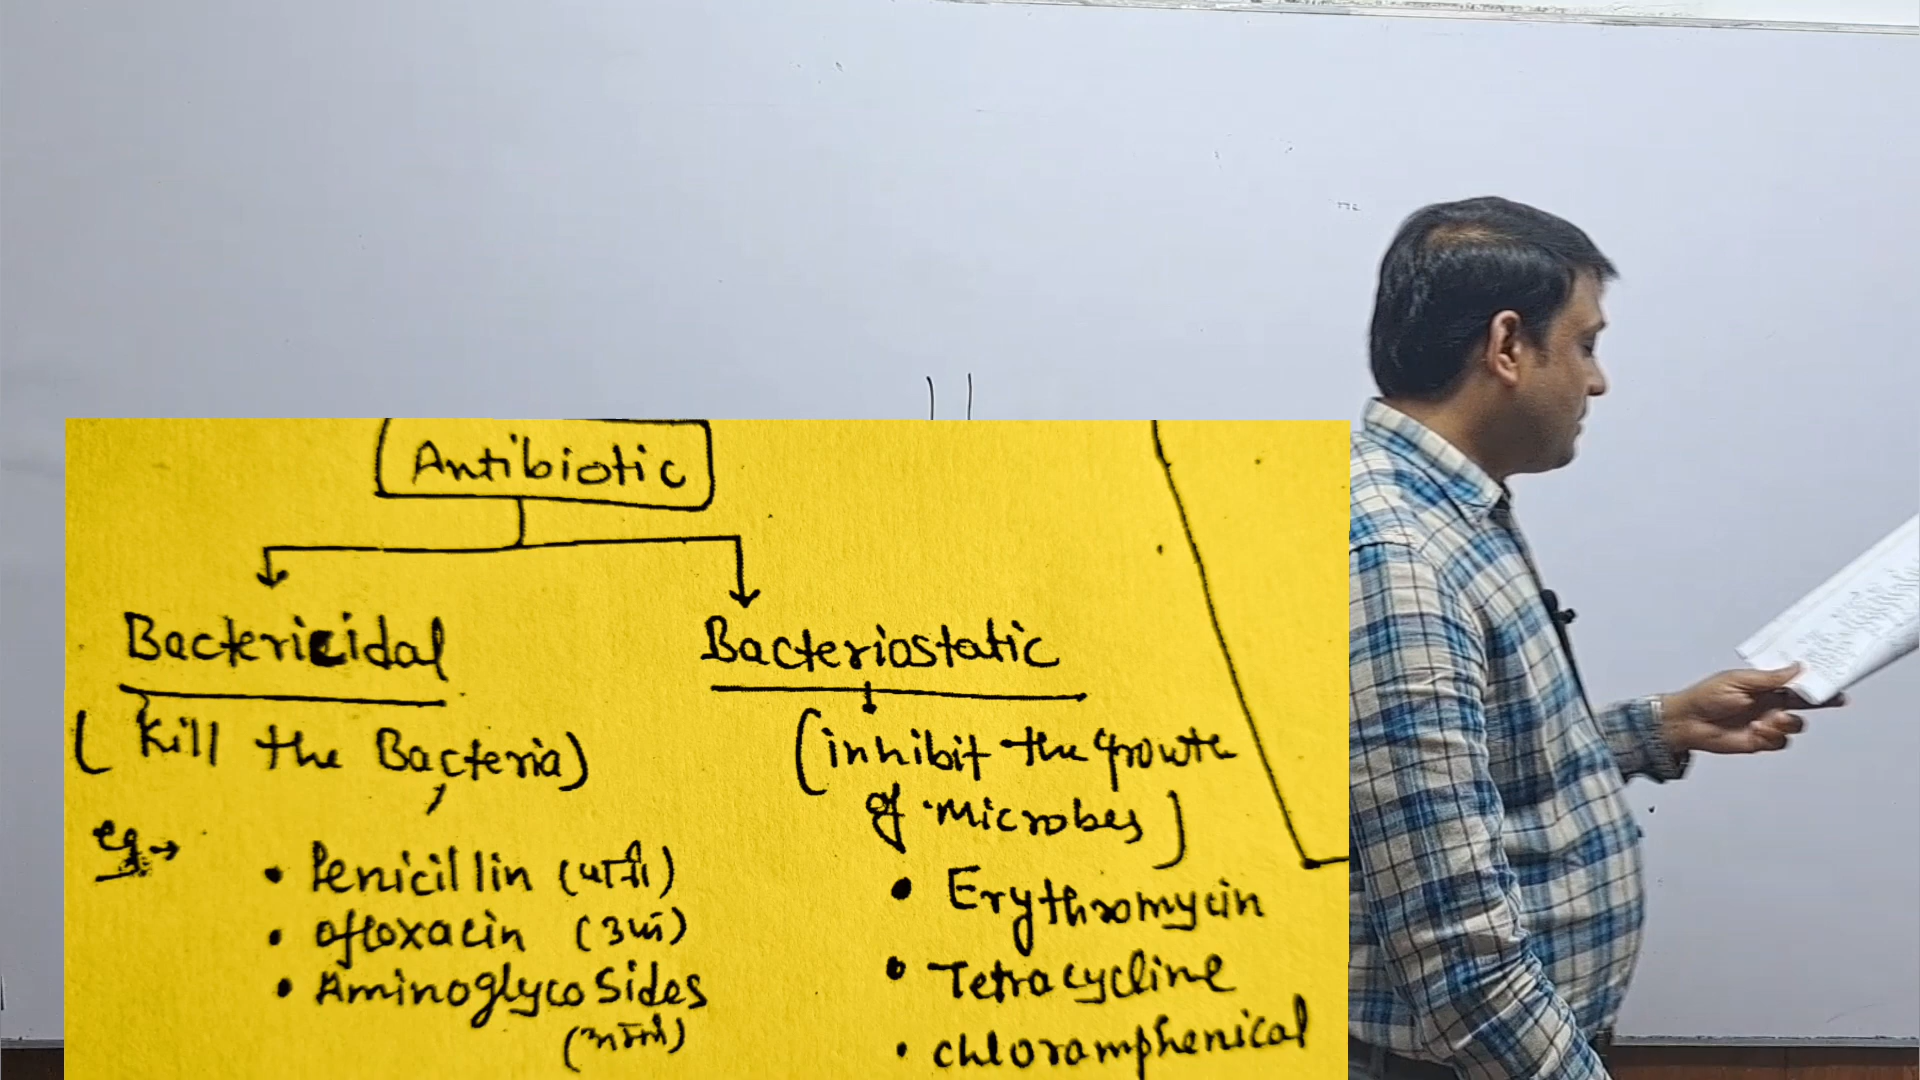 Antibiotic
Bactericidal
(Kill the Bacteria)
eg →
• Penicillin
• ofloxacin
• Aminoglycosides
Bacteriostatic
(inhibit the growth
of microbes)
• Erythromycin
• Tetracycline
• chloramphenical